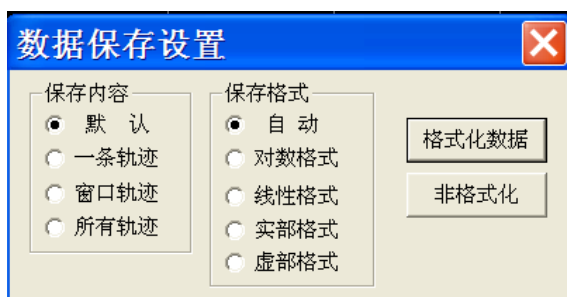 数据保存设置
保存内容
默 认
一条轨迹
窗口轨迹
所有轨迹
保存格式
自 动
对数格式
线性格式
实部格式
虚部格式
格式化数据
非格式化